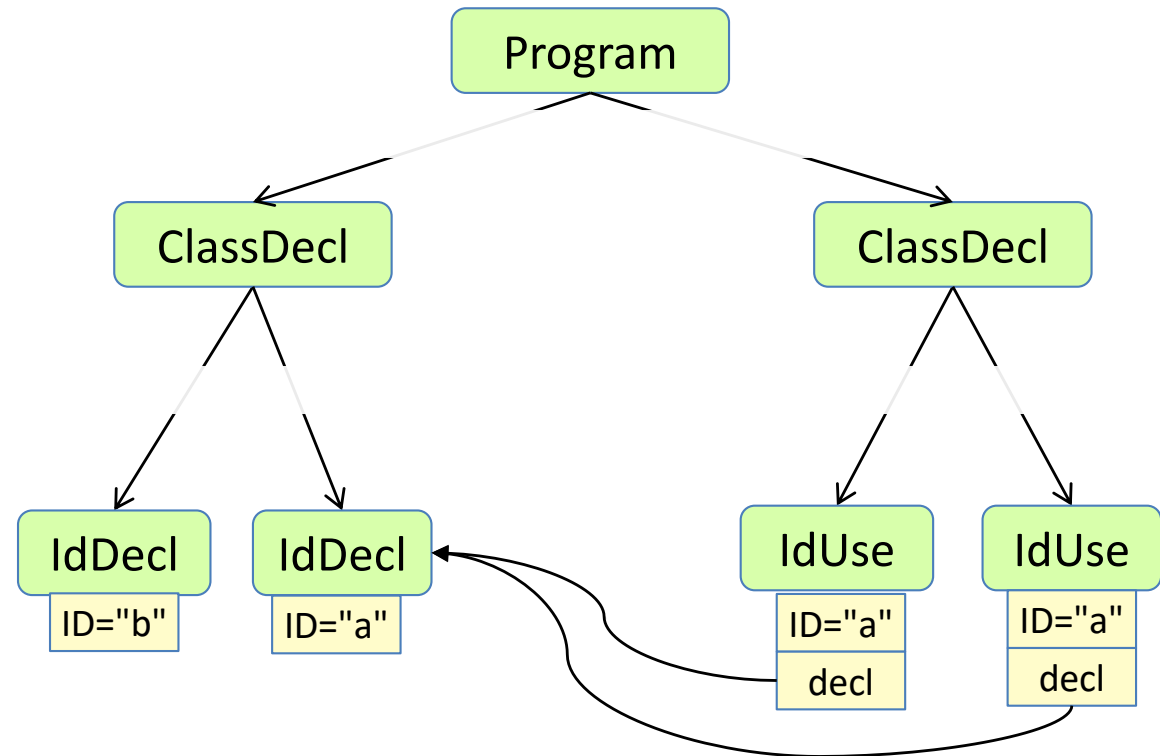 Program
ClassDecl
ClassDecl
IdDecl
IdDecl
IdUse
IdUse
ID="b"
ID="a"
ID="a"
ID="a"
decl
decl